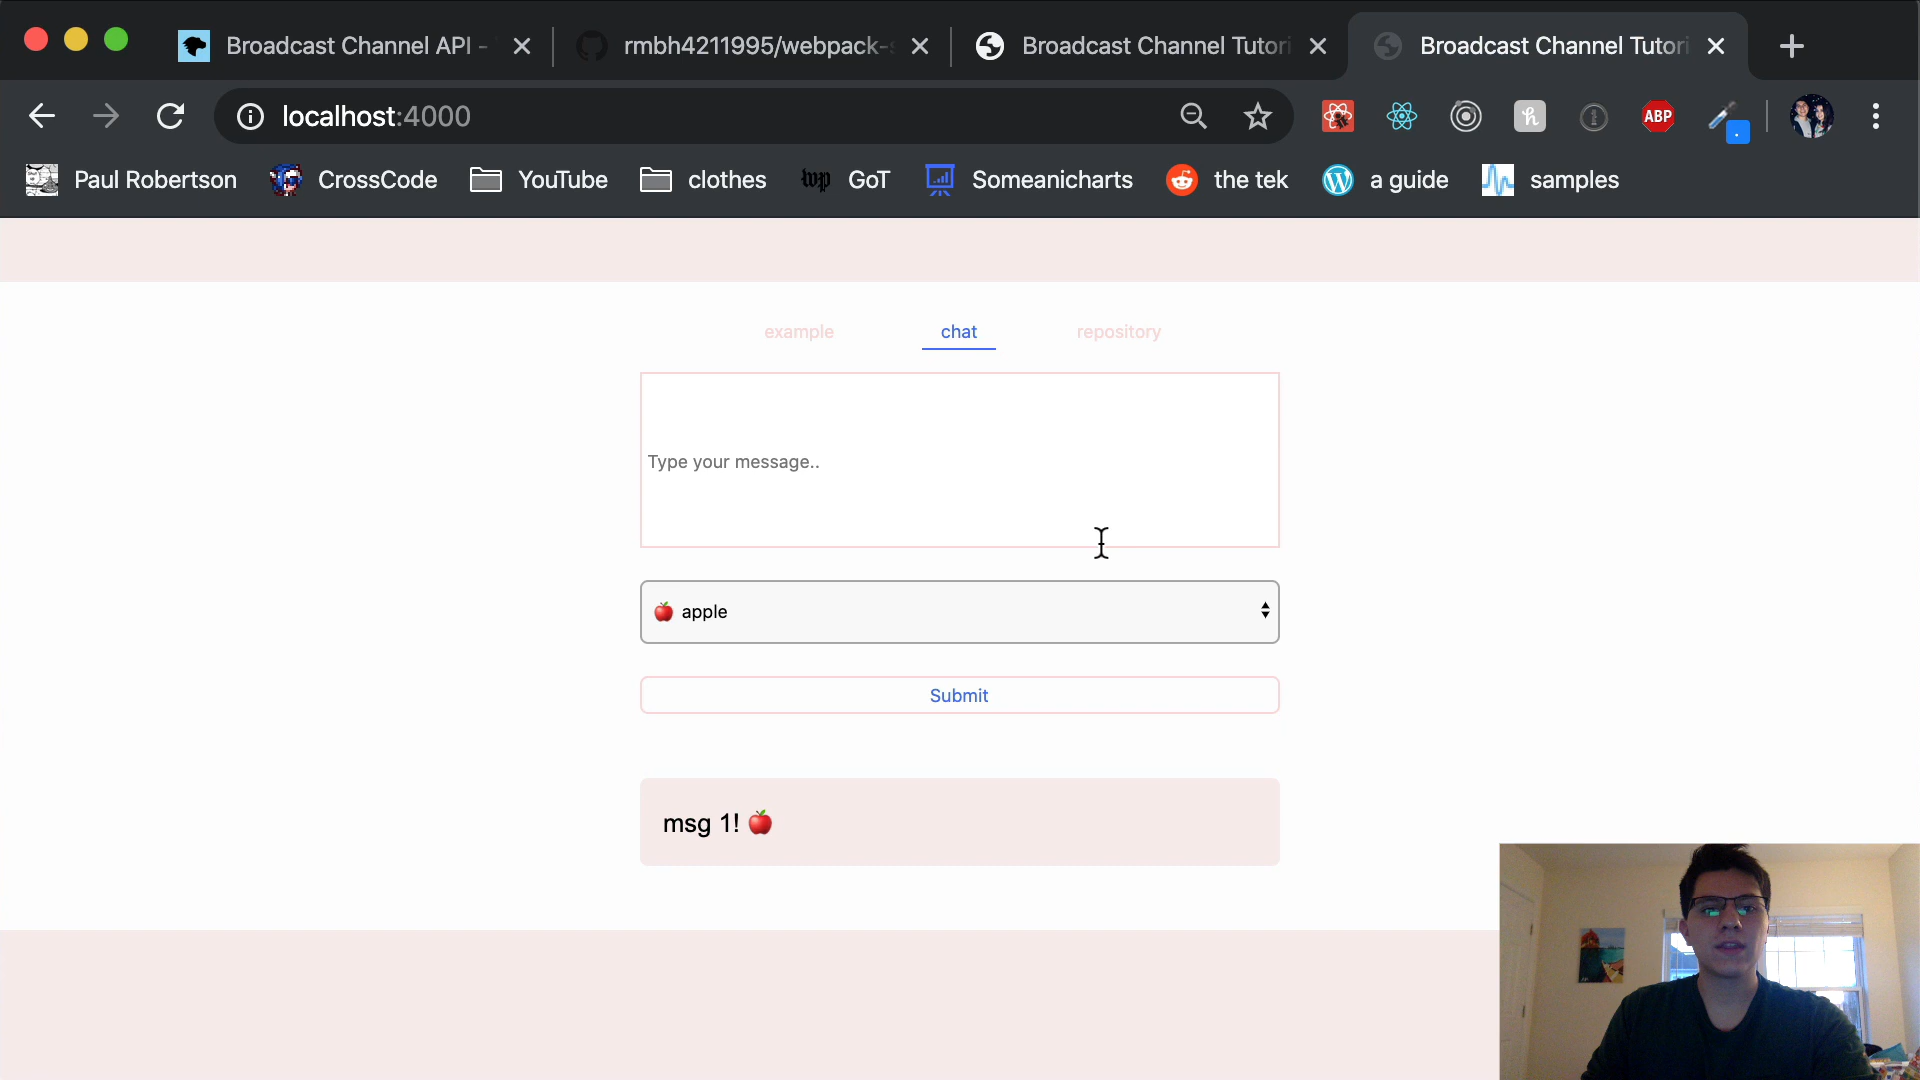 Broadcast Channel API -
rmbh4211995/webpack-s
Broadcast Channel Tutori
Broadcast Channel Tutori
localhost:4000
ABP
Paul Robertson
CrossCode
YouTube
clothes
wp
GoT
Someanicharts
the tek
a guide
samples
example
chat
repository
Type your message..
🍎 apple
Submit
msg 1! 🍎